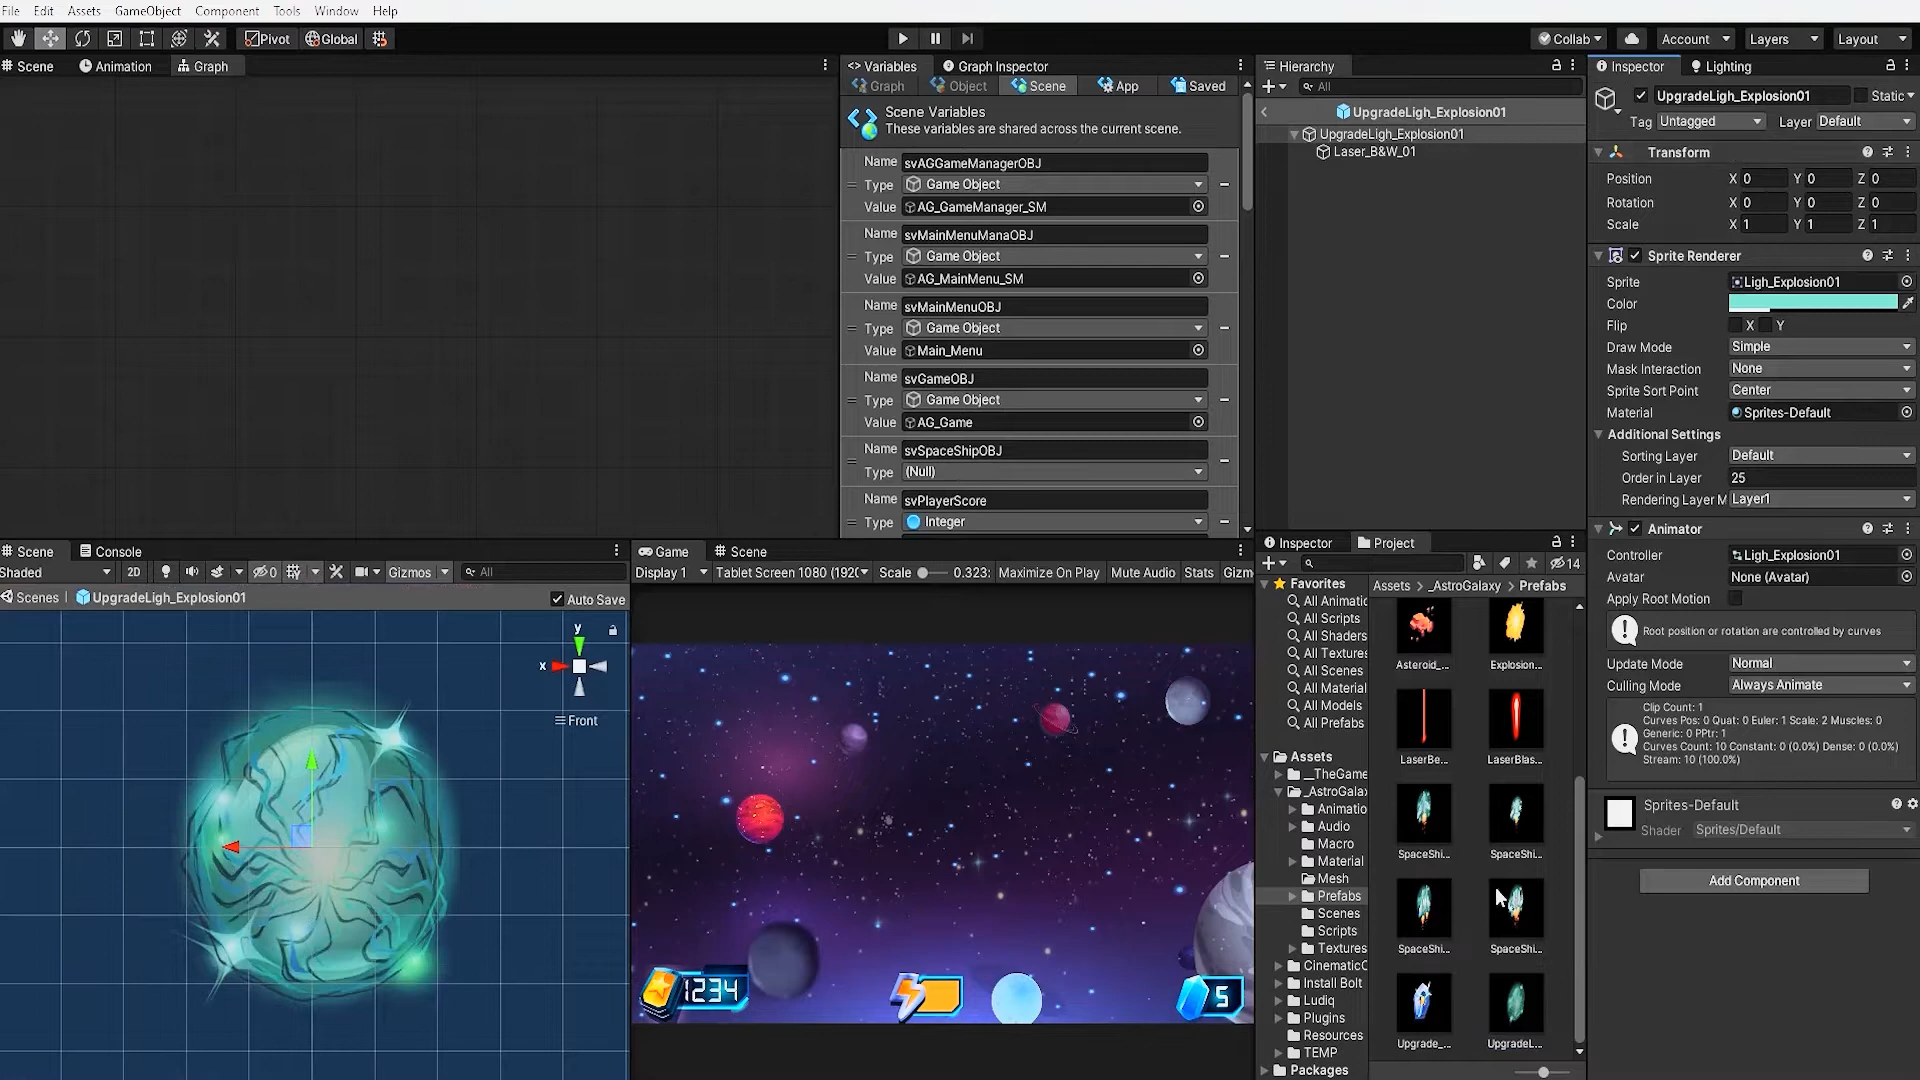 File Edit Assets GameObject Component Tools Window Help
Pivot Global Collab Account Layers Layout
Scene Animation Graph
<> Variables Graph Inspector
Graph Object Scene App Saved
Scene Variables
These variables are shared across the current scene.
Name svAGGameManagerOBJ
Type Game Object
Value AG_GameManager_SM
Name svMainMenuManaOBJ
Type Game Object
Value AG_MainMenu_SM
Name svMainMenuOBJ
Type Game Object
Value Main_Menu
Name svGameOBJ
Type Game Object
Value AG_Game
Name svSpaceShipOBJ
Type (Null)
Name svPlayerScore
Type Integer
Hierarchy
All
UpgradeLigh_Explosion01
UpgradeLigh_Explosion01
Laser_B&W_01
Inspector Lighting
UpgradeLigh_Explosion01 Static
Tag Untagged Layer Default
Transform
Position X 0 Y 0 Z 0
Rotation X 0 Y 0 Z 0
Scale X 1 Y 1 Z 1
Sprite Renderer
Sprite Ligh_Explosion01
Color
Flip X Y
Draw Mode Simple
Mask Interaction None
Sprite Sort Point Center
Material Sprites-Default
Additional Settings
Sorting Layer Default
Order in Layer 25
Rendering Layer M Layer1
Animator
Controller Ligh_Explosion01
Avatar None (Avatar)
Apply Root Motion
Root position or rotation are controlled by curves
Update Mode Normal
Culling Mode Always Animate
Clip Count: 1
Curves Pos: 0 Quat: 0 Euler: 1 Scale: 2 Muscles: 0
Generic: 0 PPtr: 1
Curves Count: 10 Constant: 0 (0.0%) Dense: 0 (0.0%)
Stream: 10 (100.0%)
Sprites-Default
Shader Sprites/Default
Add Component
Scene Console
Shaded 2D 0 Gizmos All
Scenes UpgradeLigh_Explosion01 Auto Save
y
x
Front
Game Scene
Display 1 Tablet Screen 1080 (192( Scale 0.323: Maximize On Play Mute Audio Stats Gizm
1234
5
Inspector Project
14
Favorites
All Animatic
All Scripts
All Shaders
All Textures
All Scenes
All Material
All Models
All Prefabs
Assets
__TheGame
_AstroGalax
Animatio
Audio
Macro
Material
Mesh
Prefabs
Scenes
Scripts
Textures
CinematicC
Install Bolt
Ludiq
Plugins
Resources
TEMP
Packages
Assets > _AstroGalaxy > Prefabs
Asteroid_... Explosion...
LaserBe... LaserBlas...
SpaceShi... SpaceShi...
SpaceShi... SpaceShi...
Upgrade_... UpgradeL...